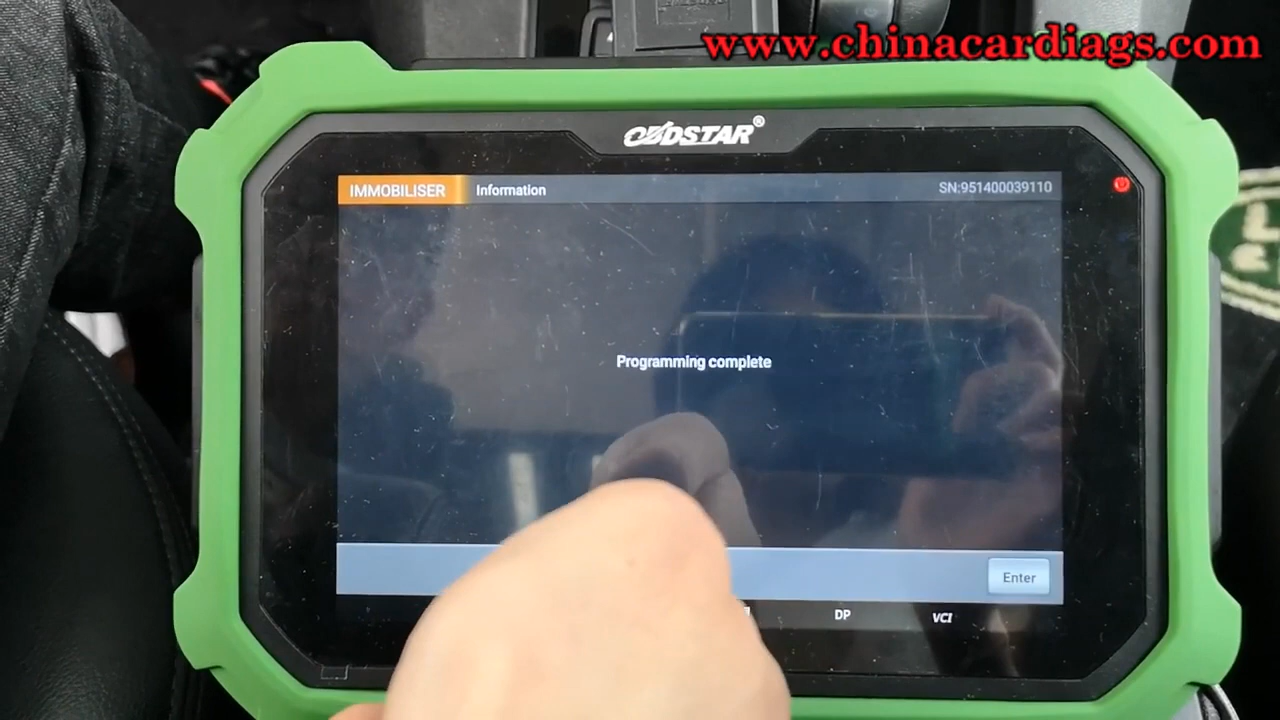 www.chinacardiags.com
OBDSTAR®
IMMOBILISER Information SN:951400039110
Programming complete
Enter
DP VCI